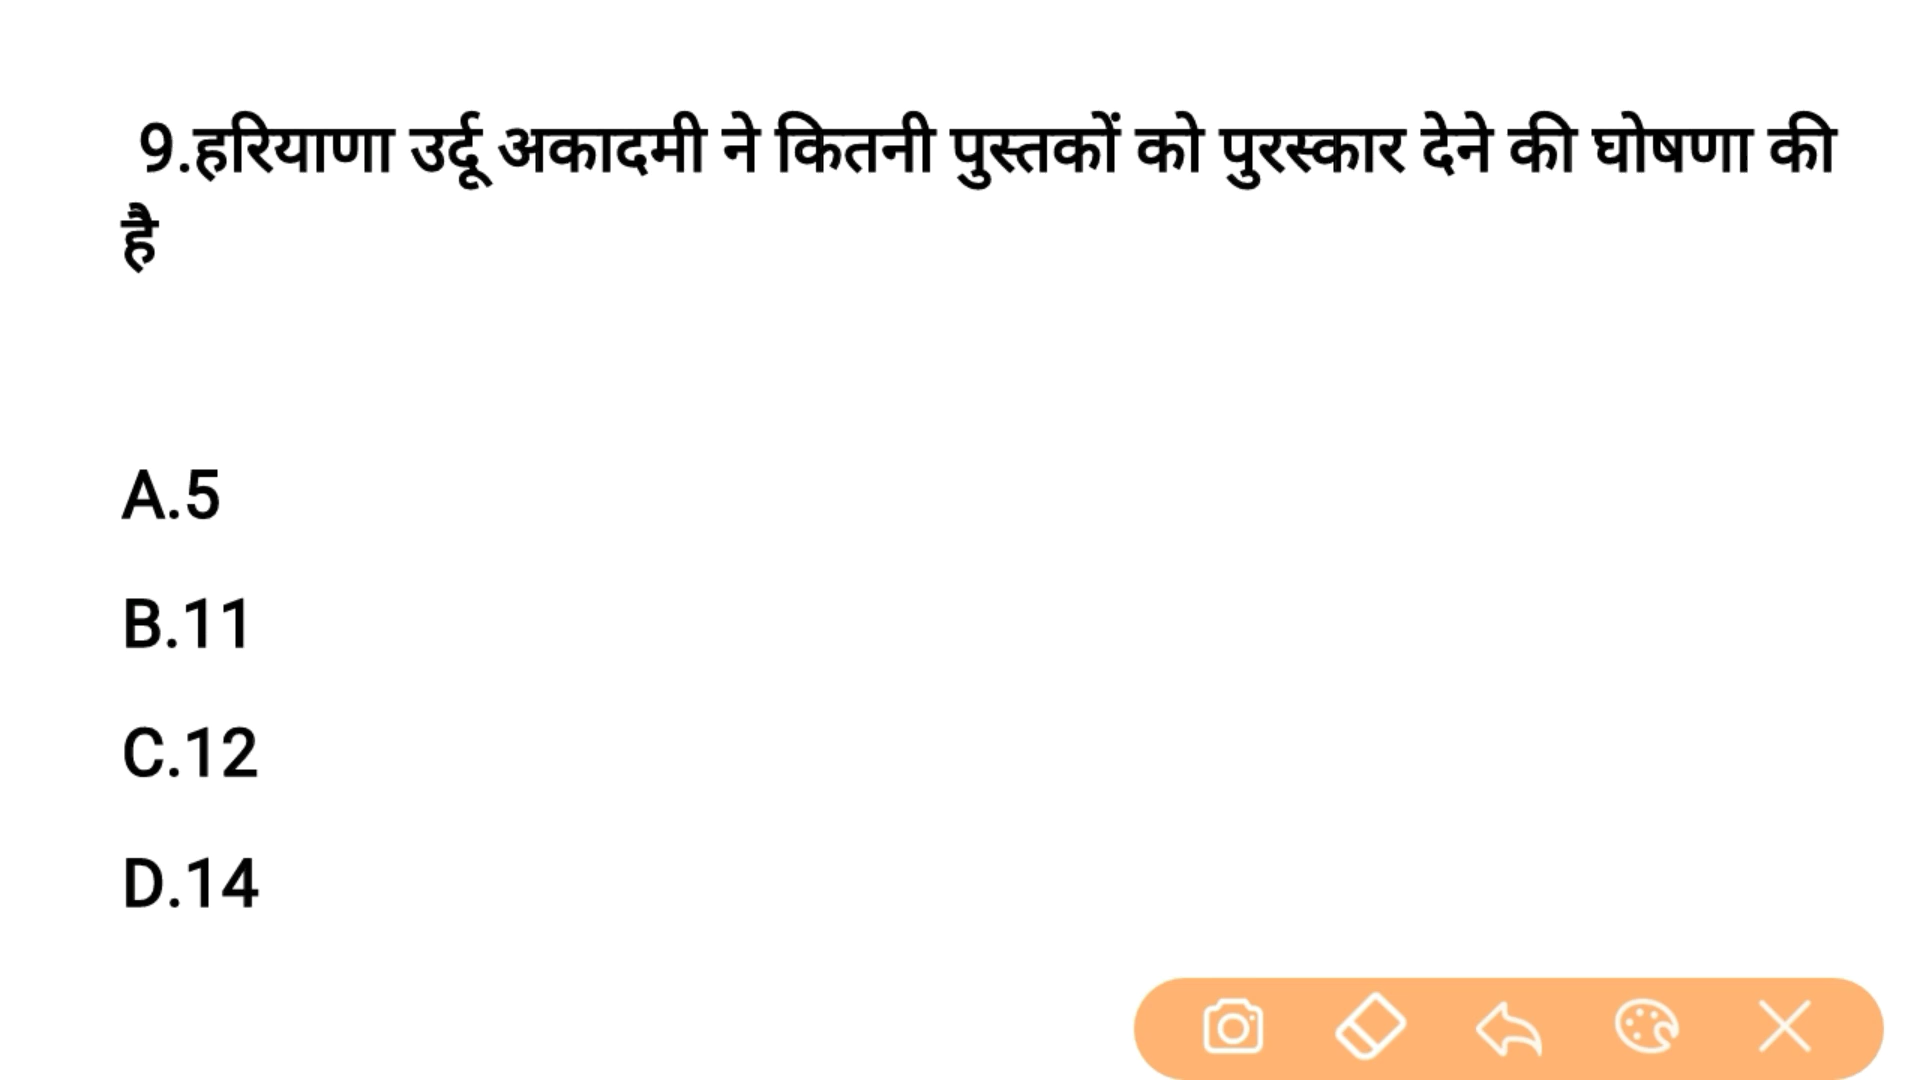 9.हरियाणा उर्दू अकादमी ने कितनी पुस्तकों को पुरस्कार देने की घोषणा की
है
A.5
B.11
C.12
D.14